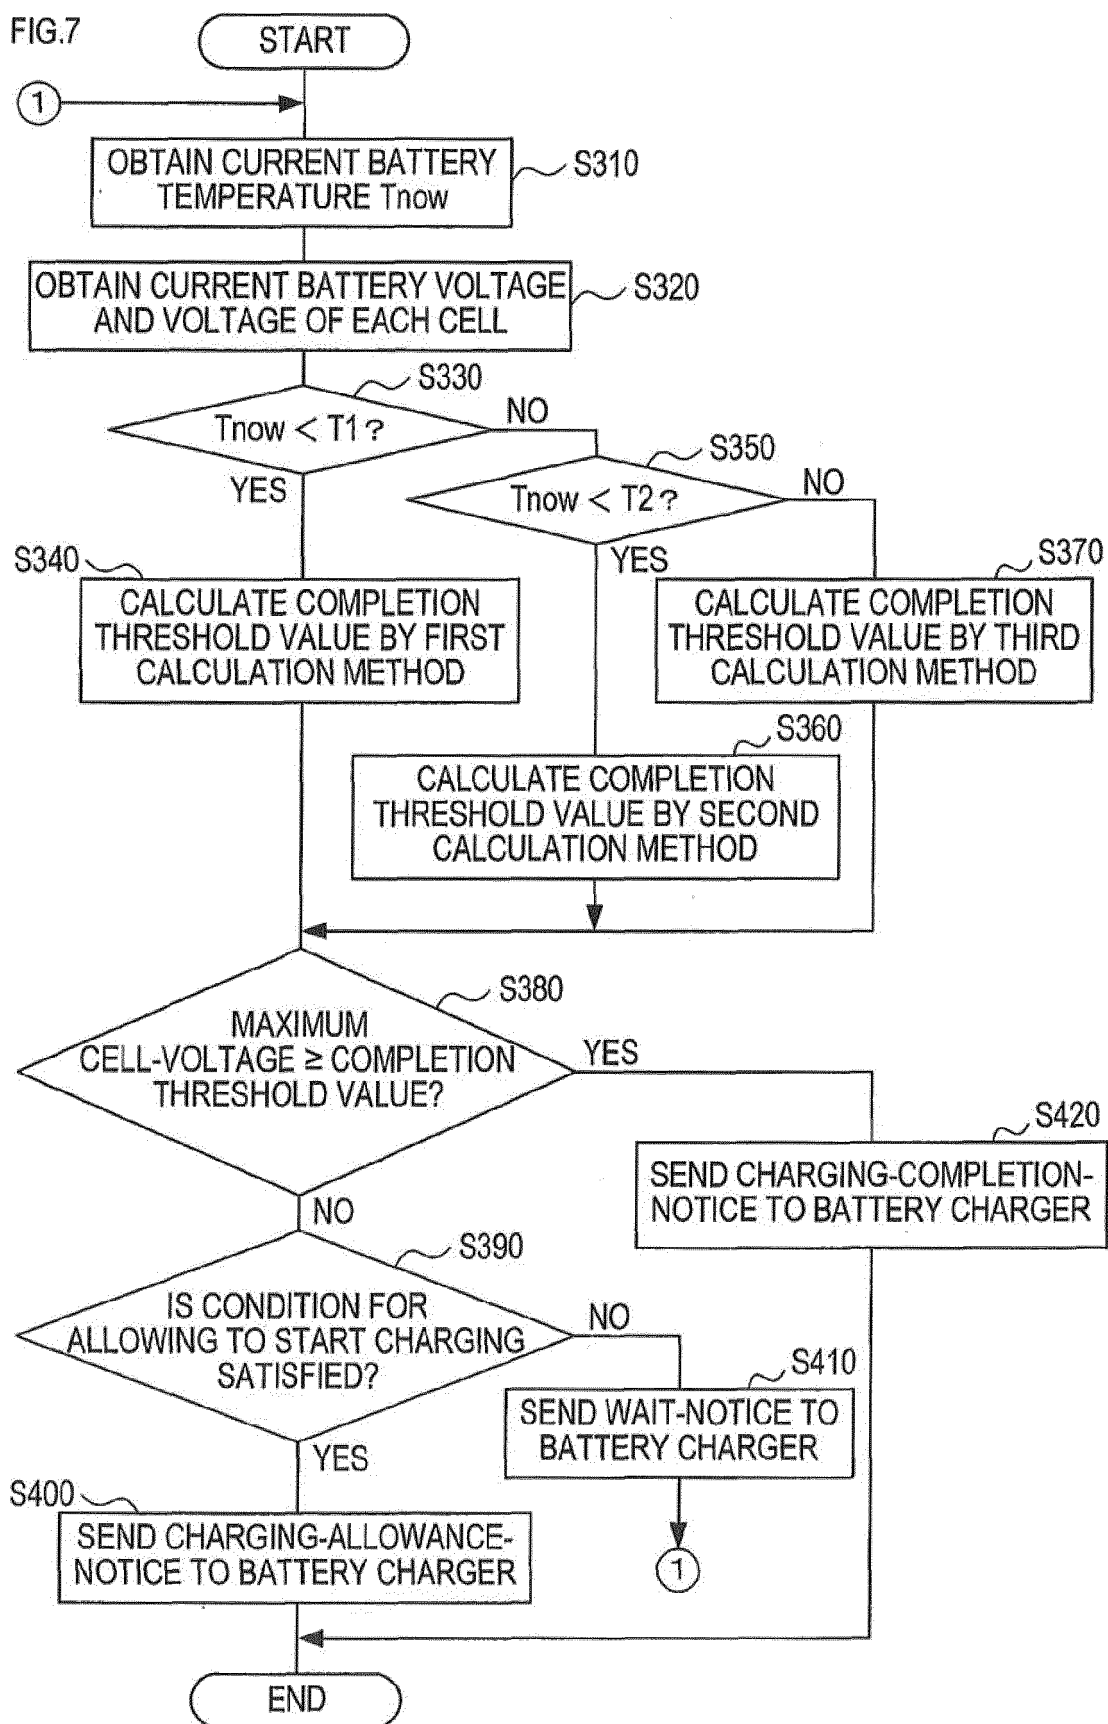 FIG.7
START
1
OBTAIN CURRENT BATTERY
TEMPERATURE Tnow
S310
OBTAIN CURRENT BATTERY VOLTAGE
AND VOLTAGE OF EACH CELL
S320
S330
Tnow < T1?
NO
YES
S350
Tnow < T2?
NO
YES
S340
CALCULATE COMPLETION
THRESHOLD VALUE BY FIRST
CALCULATION METHOD
S370
CALCULATE COMPLETION
THRESHOLD VALUE BY THIRD
CALCULATION METHOD
S360
CALCULATE COMPLETION
THRESHOLD VALUE BY SECOND
CALCULATION METHOD
S380
MAXIMUM
CELL-VOLTAGE ≥ COMPLETION
THRESHOLD VALUE?
YES
NO
S420
SEND CHARGING-COMPLETION-
NOTICE TO BATTERY CHARGER
S390
IS CONDITION FOR
ALLOWING TO START CHARGING
SATISFIED?
NO
YES
S410
SEND WAIT-NOTICE TO
BATTERY CHARGER
1
S400
SEND CHARGING-ALLOWANCE-
NOTICE TO BATTERY CHARGER
END